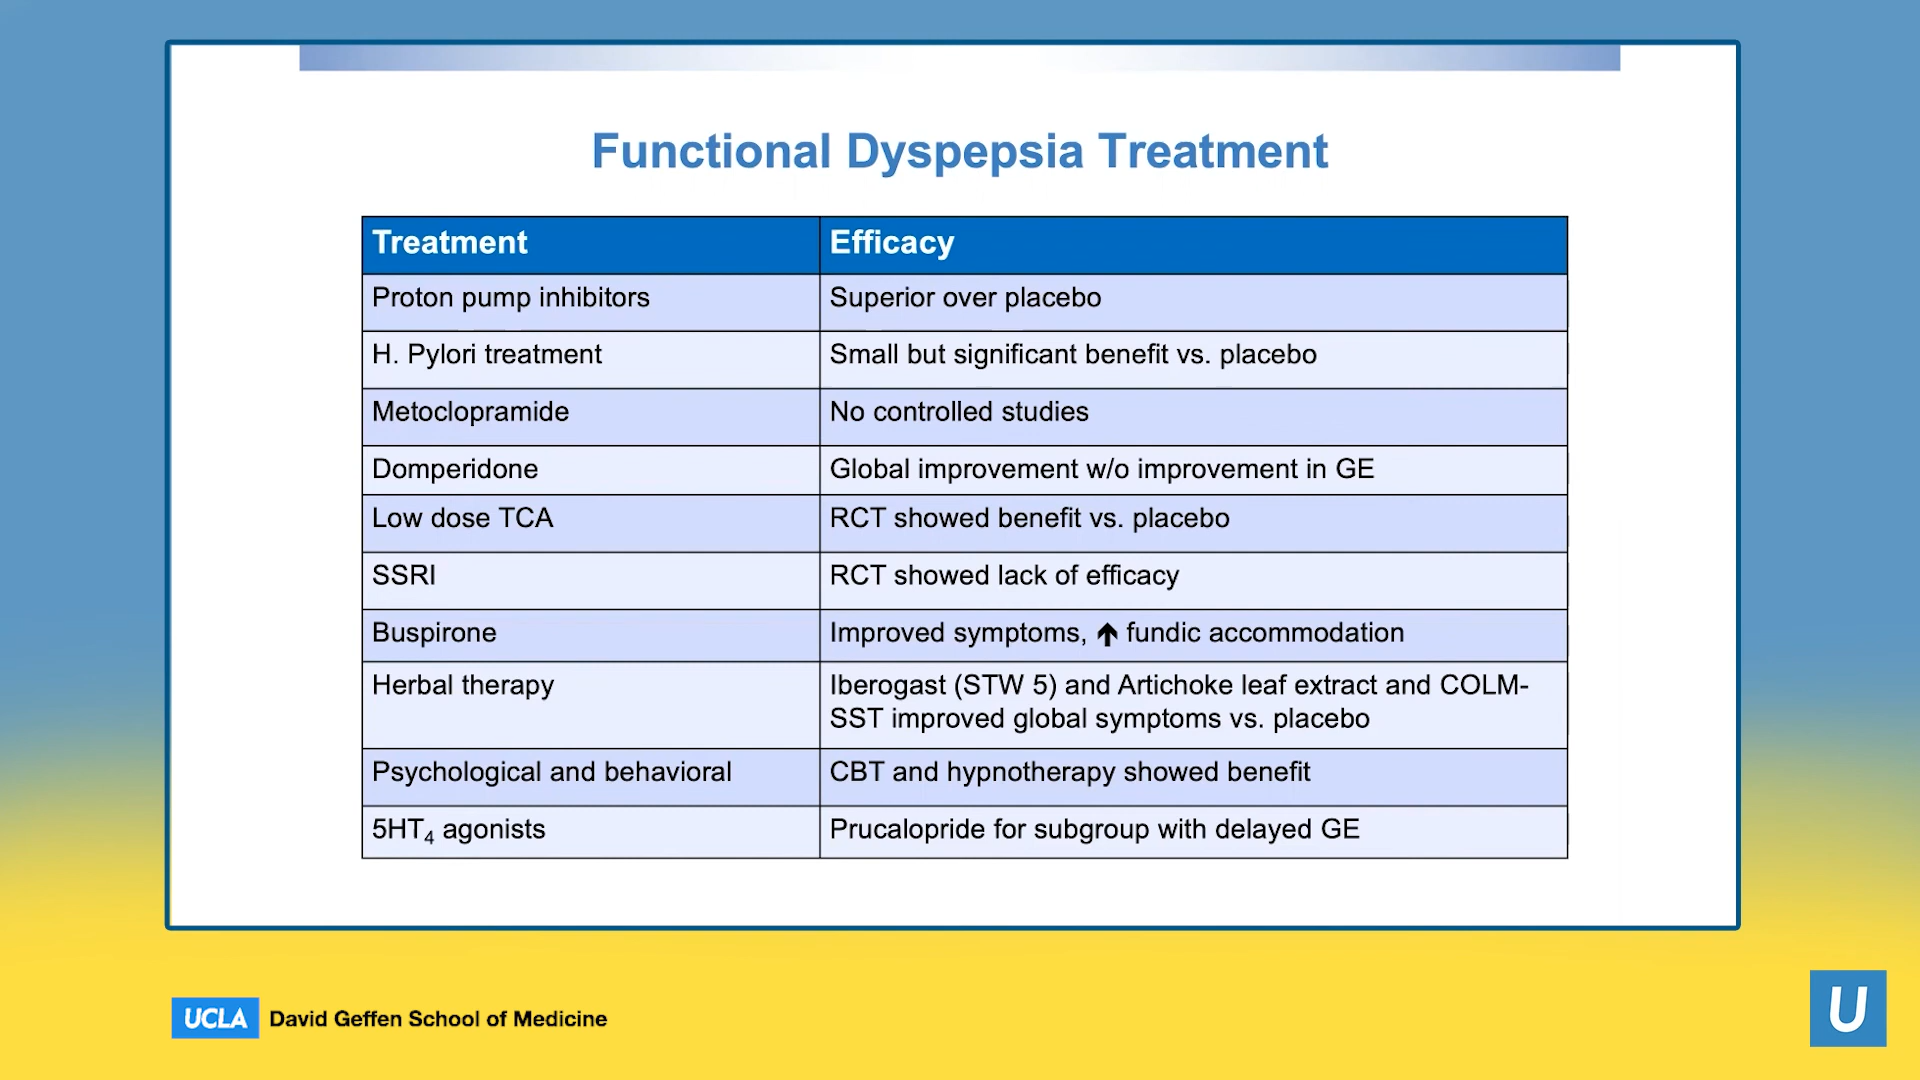 Functional Dyspepsia Treatment
Treatment Efficacy
Proton pump inhibitors Superior over placebo
H. Pylori treatment Small but significant benefit vs. placebo
Metoclopramide No controlled studies
Domperidone Global improvement w/o improvement in GE
Low dose TCA RCT showed benefit vs. placebo
SSRI RCT showed lack of efficacy
Buspirone Improved symptoms, 🡅 fundic accommodation
Herbal therapy Iberogast (STW 5) and Artichoke leaf extract and COLM-
SST improved global symptoms vs. placebo
Psychological and behavioral CBT and hypnotherapy showed benefit
5HT₄ agonists Prucalopride for subgroup with delayed GE
UCLA David Geffen School of Medicine
U